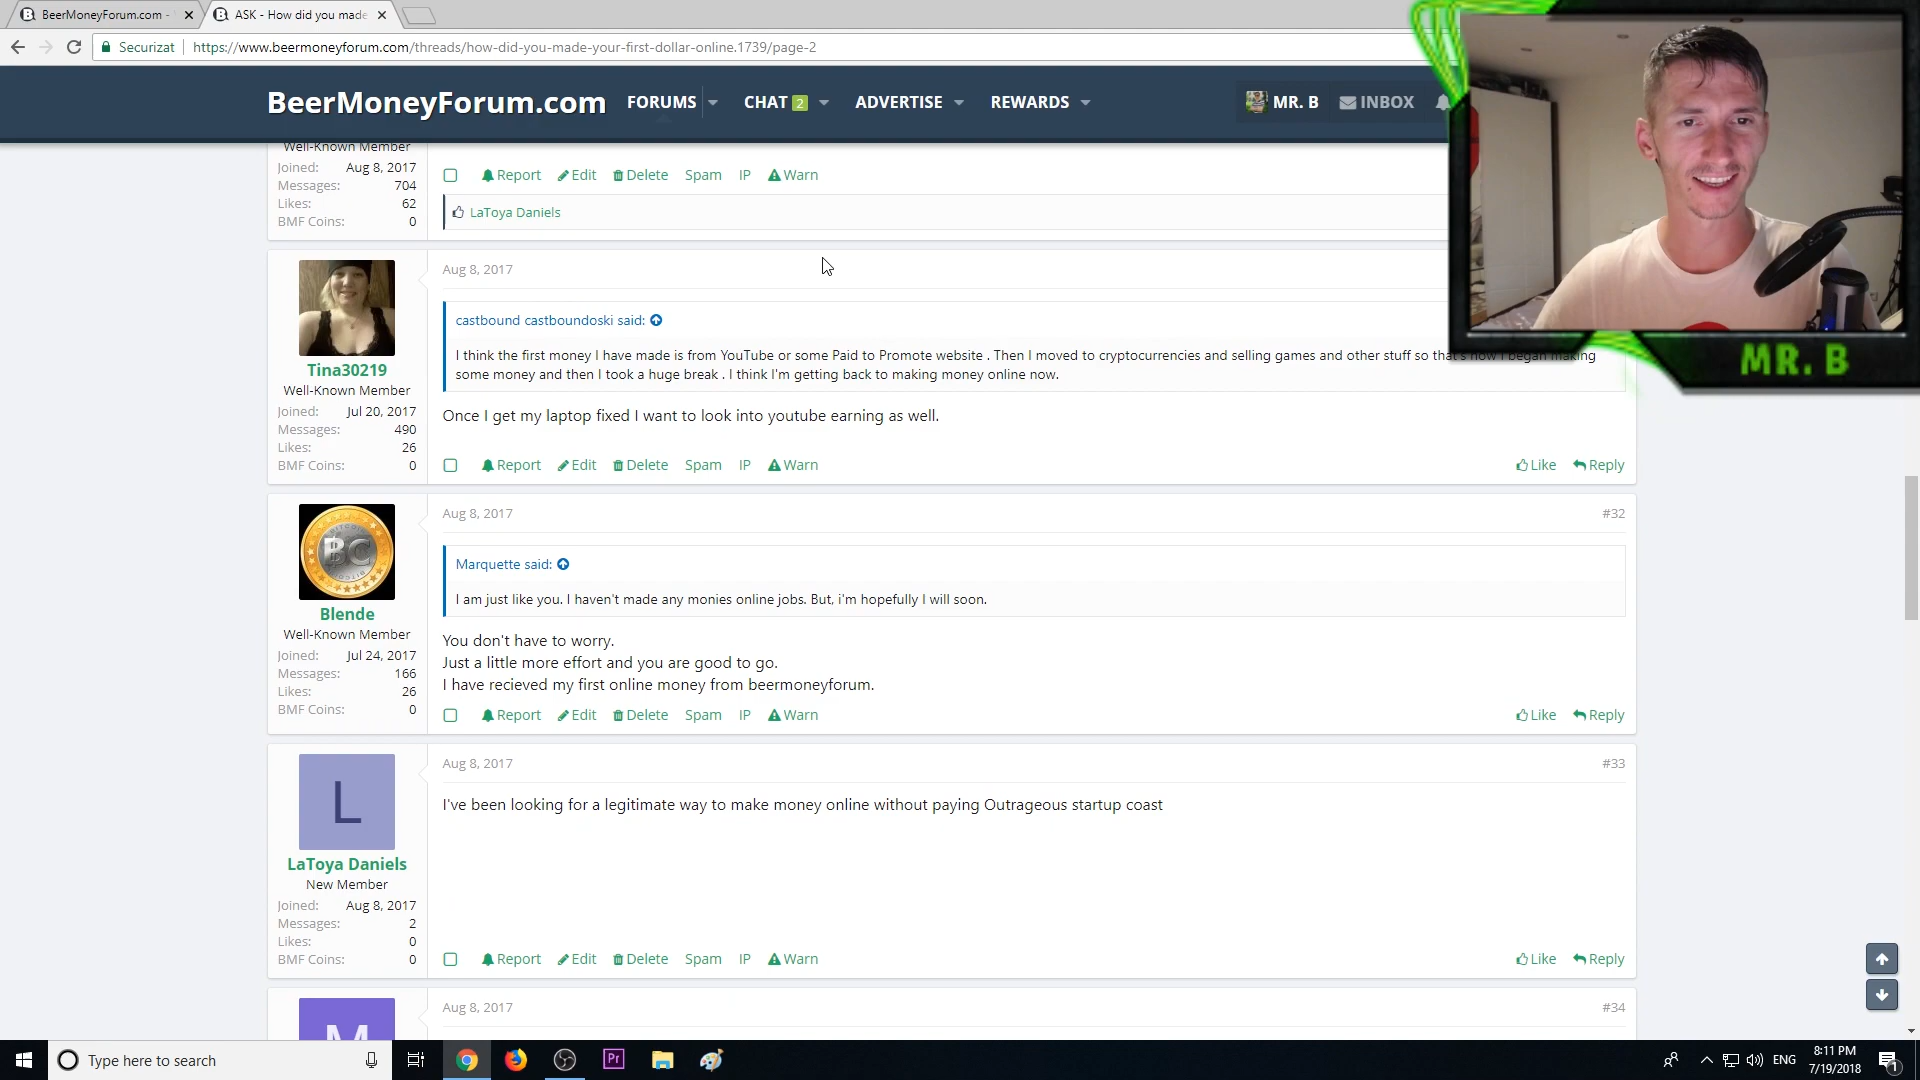 BeerMoneyForum.com -
ASK - How did you made
Securizat
https://www.beermoneyforum.com/threads/how-did-you-made-your-first-dollar-online.1739/page-2
BeerMoneyForum.com
FORUMS
CHAT 2
ADVERTISE
REWARDS
MR. B
INBOX
MR. B
Well-Known Member
Joined: Aug 8, 2017
Messages: 704
Likes: 62
BMF Coins: 0
Report Edit Delete Spam IP Warn
LaToya Daniels
Tina30219
Well-Known Member
Joined: Jul 20, 2017
Messages: 490
Likes: 26
BMF Coins: 0
Aug 8, 2017
castbound castboundoski said:
I think the first money I have made is from YouTube or some Paid to Promote website . Then I moved to cryptocurrencies and selling games and other stuff so that's how I began making
some money and then I took a huge break . I think I'm getting back to making money online now.
Once I get my laptop fixed I want to look into youtube earning as well.
Report Edit Delete Spam IP Warn
Like Reply
BITCOIN
BC
Blende
Well-Known Member
Joined: Jul 24, 2017
Messages: 166
Likes: 26
BMF Coins: 0
Aug 8, 2017
#32
Marquette said:
I am just like you. I haven't made any monies online jobs. But, i'm hopefully I will soon.
You don't have to worry.
Just a little more effort and you are good to go.
I have recieved my first online money from beermoneyforum.
Report Edit Delete Spam IP Warn
Like Reply
L
LaToya Daniels
New Member
Joined: Aug 8, 2017
Messages: 2
Likes: 0
BMF Coins: 0
Aug 8, 2017
#33
I've been looking for a legitimate way to make money online without paying Outrageous startup coast
Report Edit Delete Spam IP Warn
Like Reply
M
Aug 8, 2017
#34
Type here to search
Pr
ENG
8:11 PM
7/19/2018
1